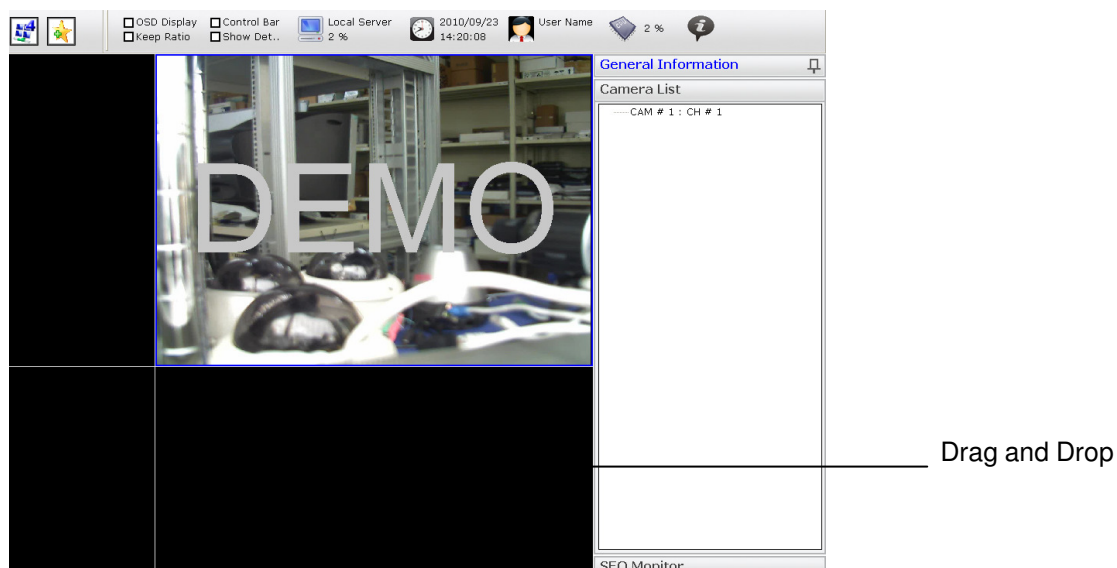 OSD Display
Control Bar
Local Server
2010/09/23
User Name
2 %
Keep Ratio
Show Det..
2 %
14:20:08
General Information
Camera List
CAM # 1 : CH # 1
DEMO
Drag and Drop
SEQ Monitor